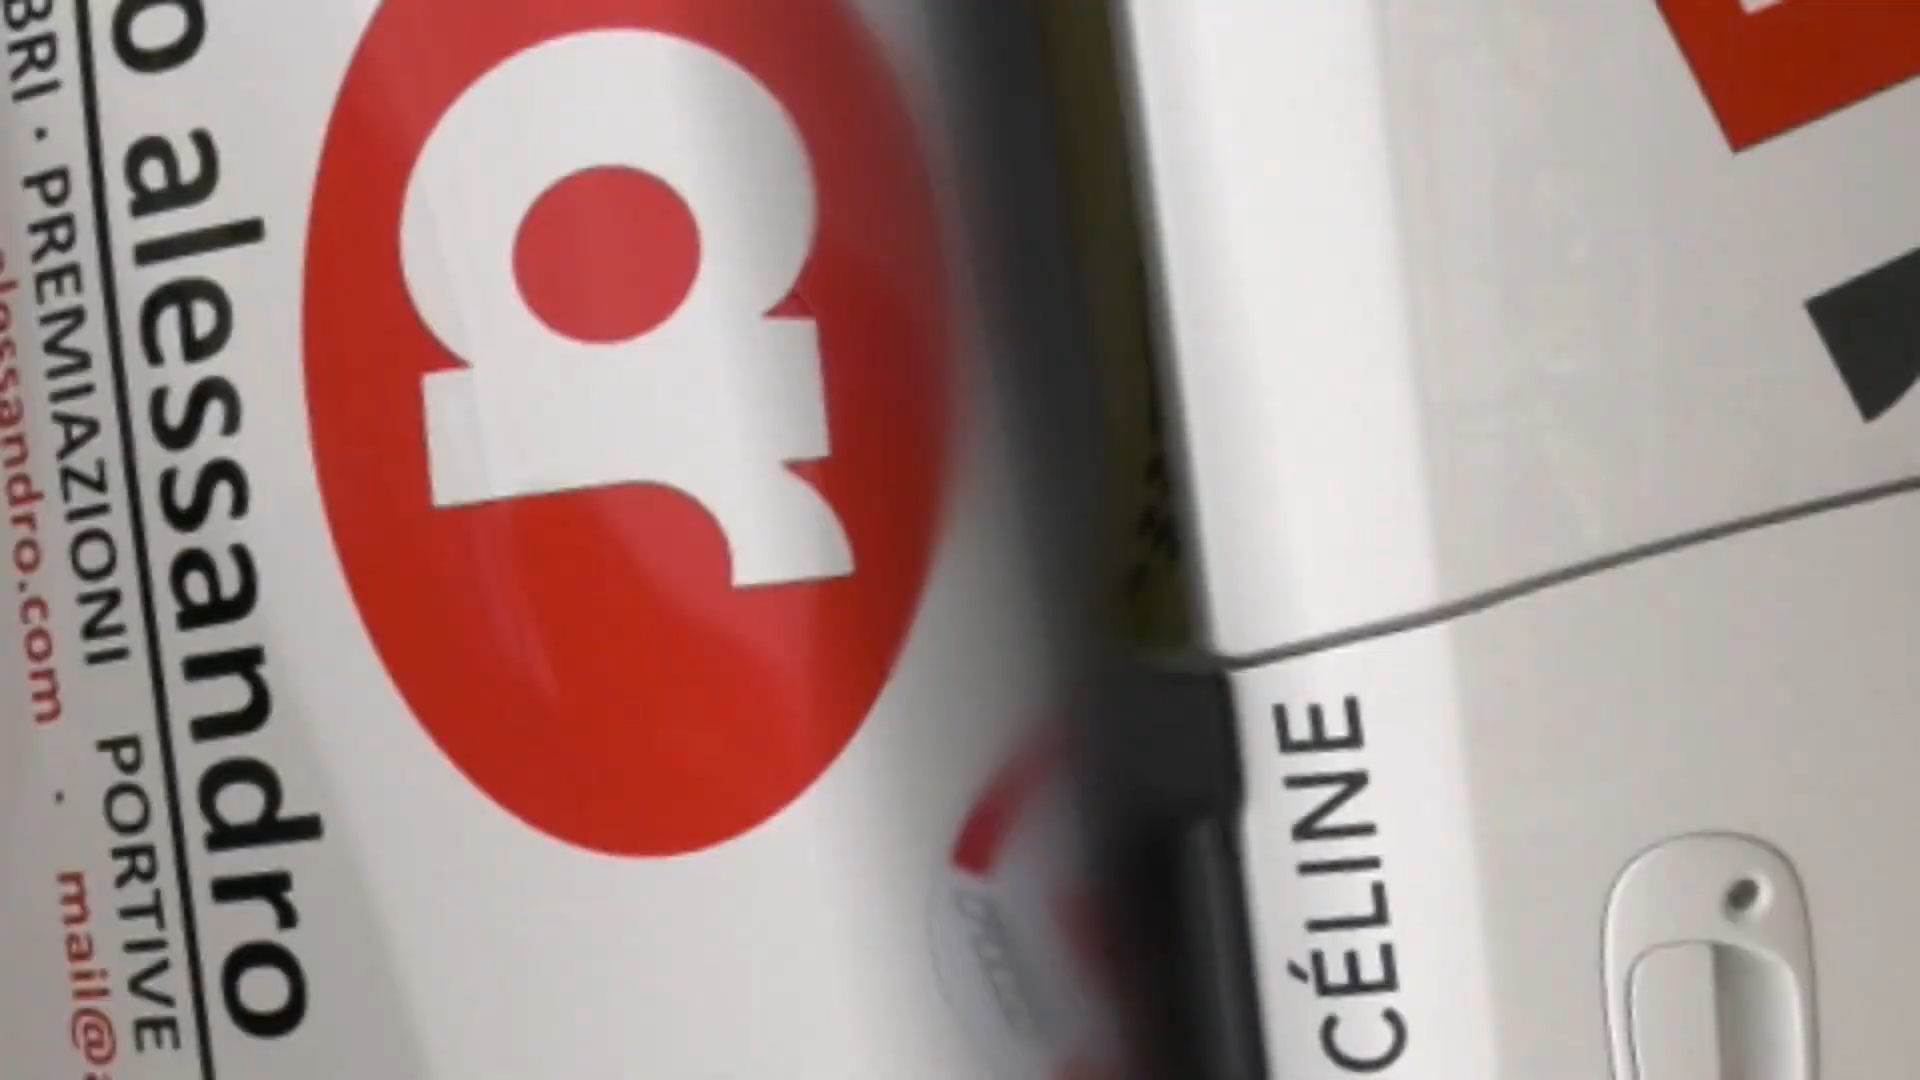 o alessandro
BRI · PREMIAZIONI PORTIVE
alessandro.com · mail@a
CÉLINE